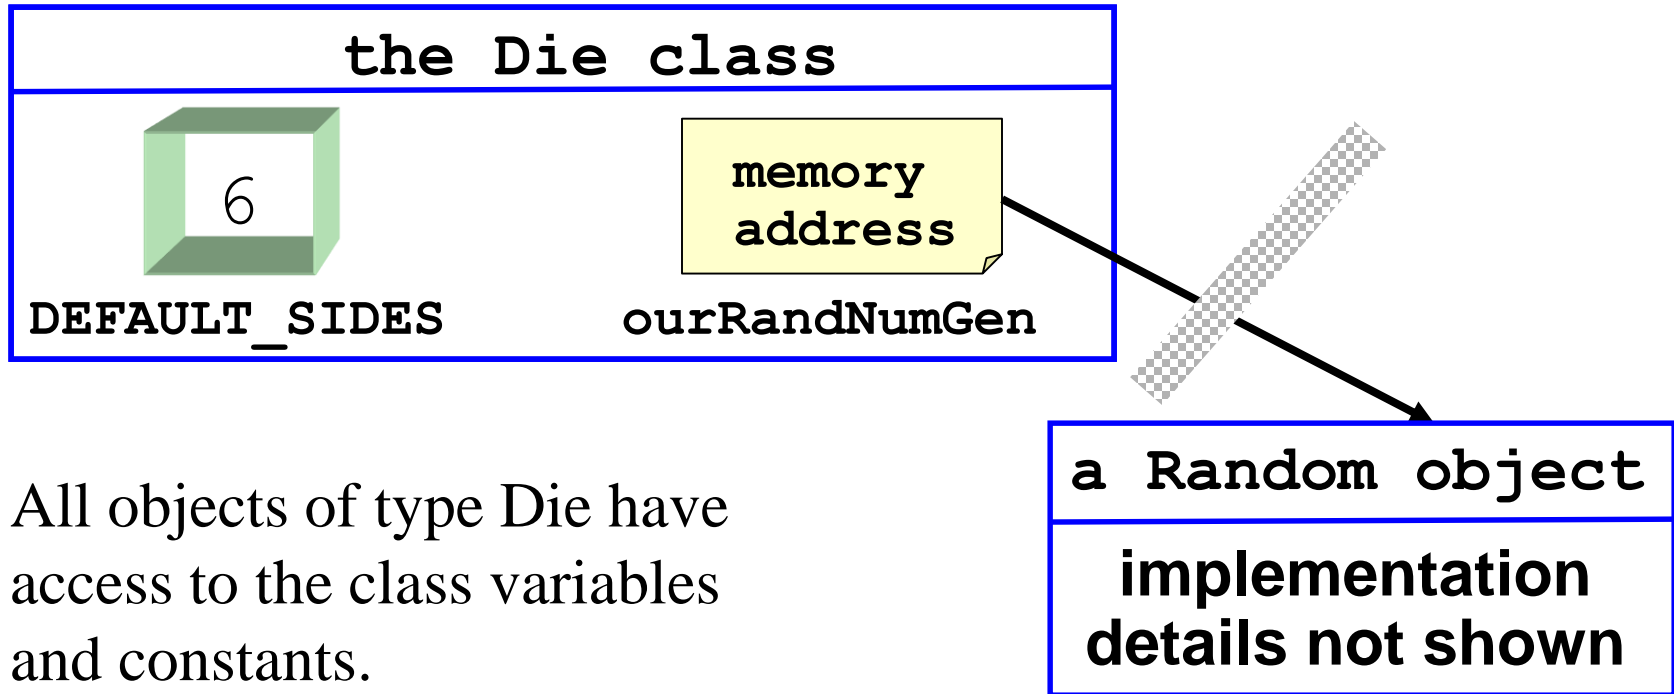 the Die class
6
memory
address
DEFAULT_SIDES
ourRandNumGen
All objects of type Die have
access to the class variables
and constants.
a Random object
implementation
details not shown